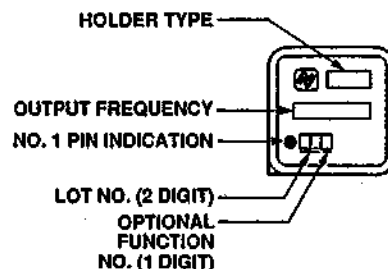 HOLDER TYPE
OUTPUT FREQUENCY
NO. 1 PIN INDICATION
LOT NO. (2 DIGIT)
OPTIONAL
FUNCTION
NO. (1 DIGIT)